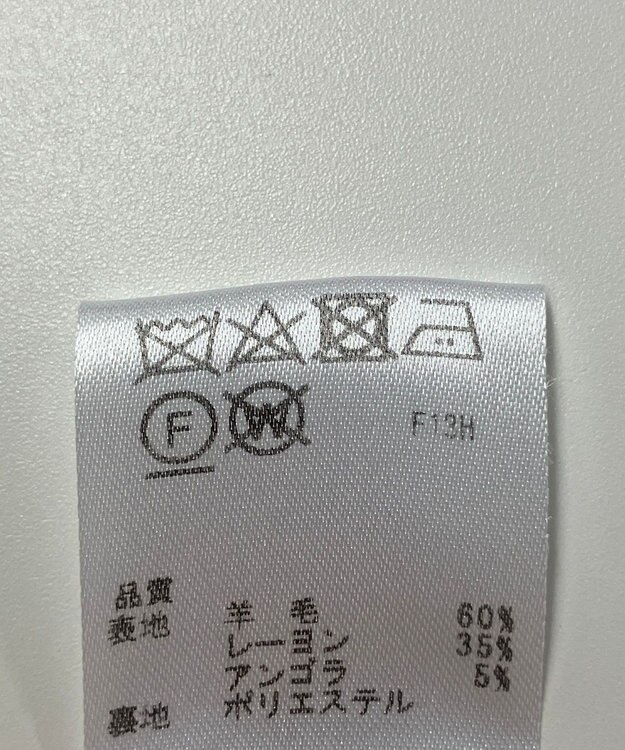 F W F13H
品質
表地 羊毛 60%
レーヨン 35%
アンゴラ 5%
裏地 ポリエステル